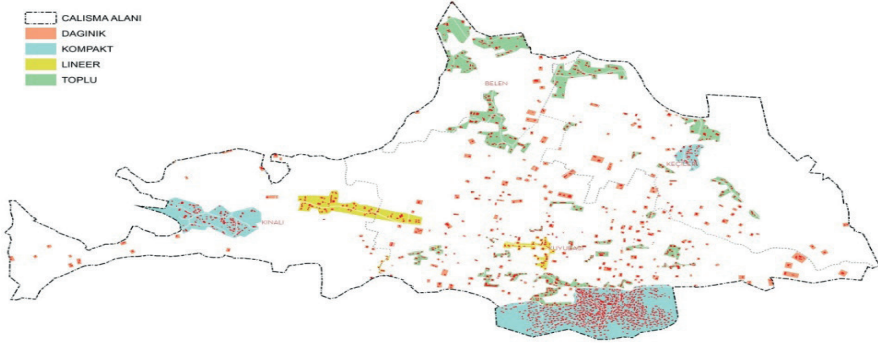 CALISMA ALANI
DAGINIK
KOMPAKT
LINEER
TOPLU
BELEN
KINALI